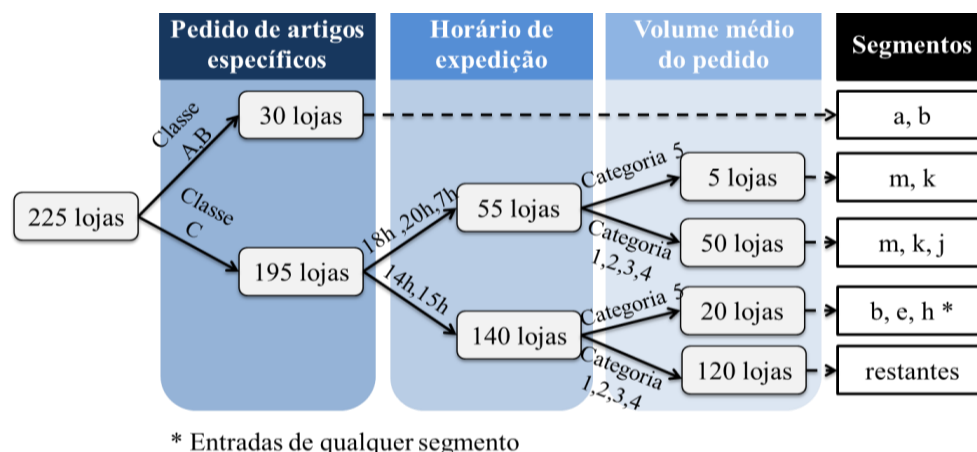 Pedido de artigos
específicos
Horário de
expedição
Volume médio
do pedido
Segmentos
Classe
A,B
30 lojas
a, b
225 lojas
Classe
C
195 lojas
18h ,20h,7h
55 lojas
Categoria 5
5 lojas
m, k
Categoria
1,2,3,4
50 lojas
m, k, j
14h,15h
140 lojas
Categoria 5
20 lojas
b, e, h *
Categoria
1,2,3,4
120 lojas
restantes
* Entradas de qualquer segmento